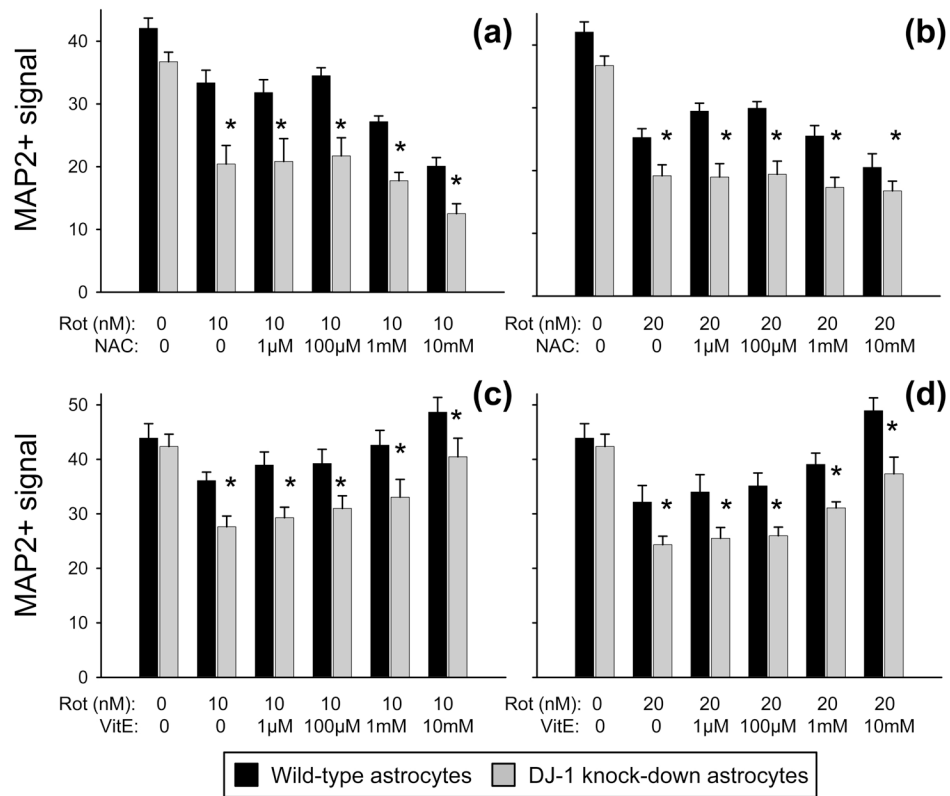 (a)
MAP2+ signal
40
30
20
10
0
Rot (nM): 0 10 10 10 10 10
NAC: 0 0 1µM 100µM 1mM 10mM
* * * * *
(b)
Rot (nM): 0 20 20 20 20 20
NAC: 0 0 1µM 100µM 1mM 10mM
* * * * *
(c)
MAP2+ signal
50
40
30
20
10
0
Rot (nM): 0 10 10 10 10 10
VitE: 0 0 1µM 100µM 1mM 10mM
* * * * *
(d)
Rot (nM): 0 20 20 20 20 20
VitE: 0 0 1µM 100µM 1mM 10mM
* * * * *
Wild-type astrocytes DJ-1 knock-down astrocytes